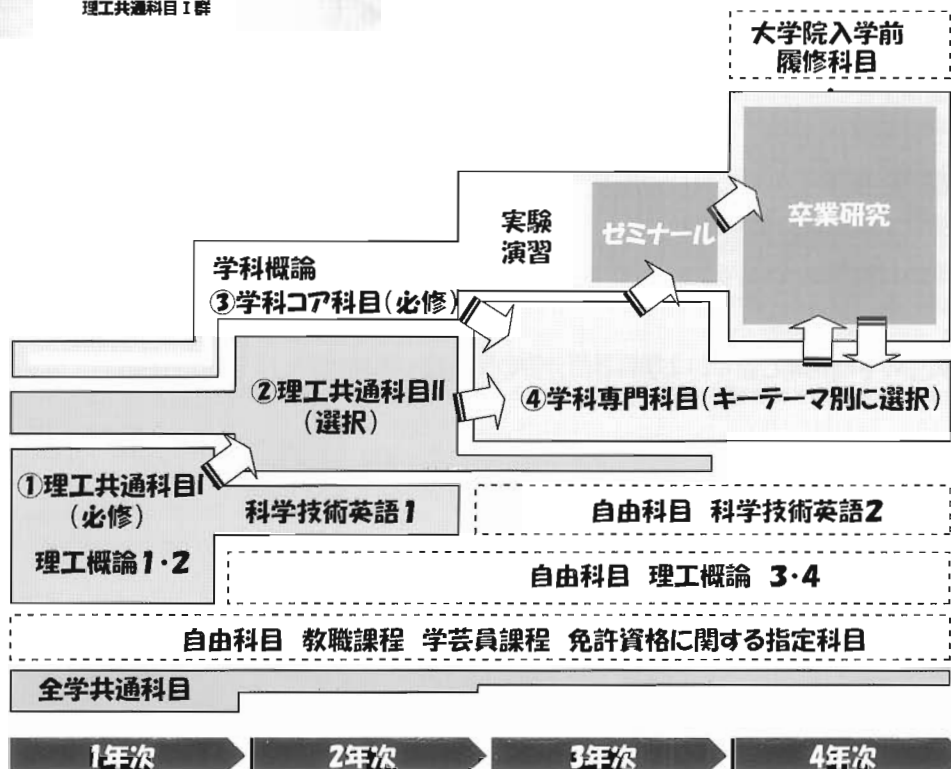 理工共通科目 I 群
大学院入学前
履修科目
卒業研究
実験
演習
ゼミナール
学科概論
③学科コア科目(必修)
②理工共通科目II
(選択)
④学科専門科目(キーテーマ別に選択)
①理工共通科目I
(必修)
理工概論1・2
科学技術英語1
自由科目 科学技術英語2
自由科目 理工概論 3・4
自由科目 教職課程 学芸員課程 免許資格に関する指定科目
全学共通科目
1年次 2年次 3年次 4年次